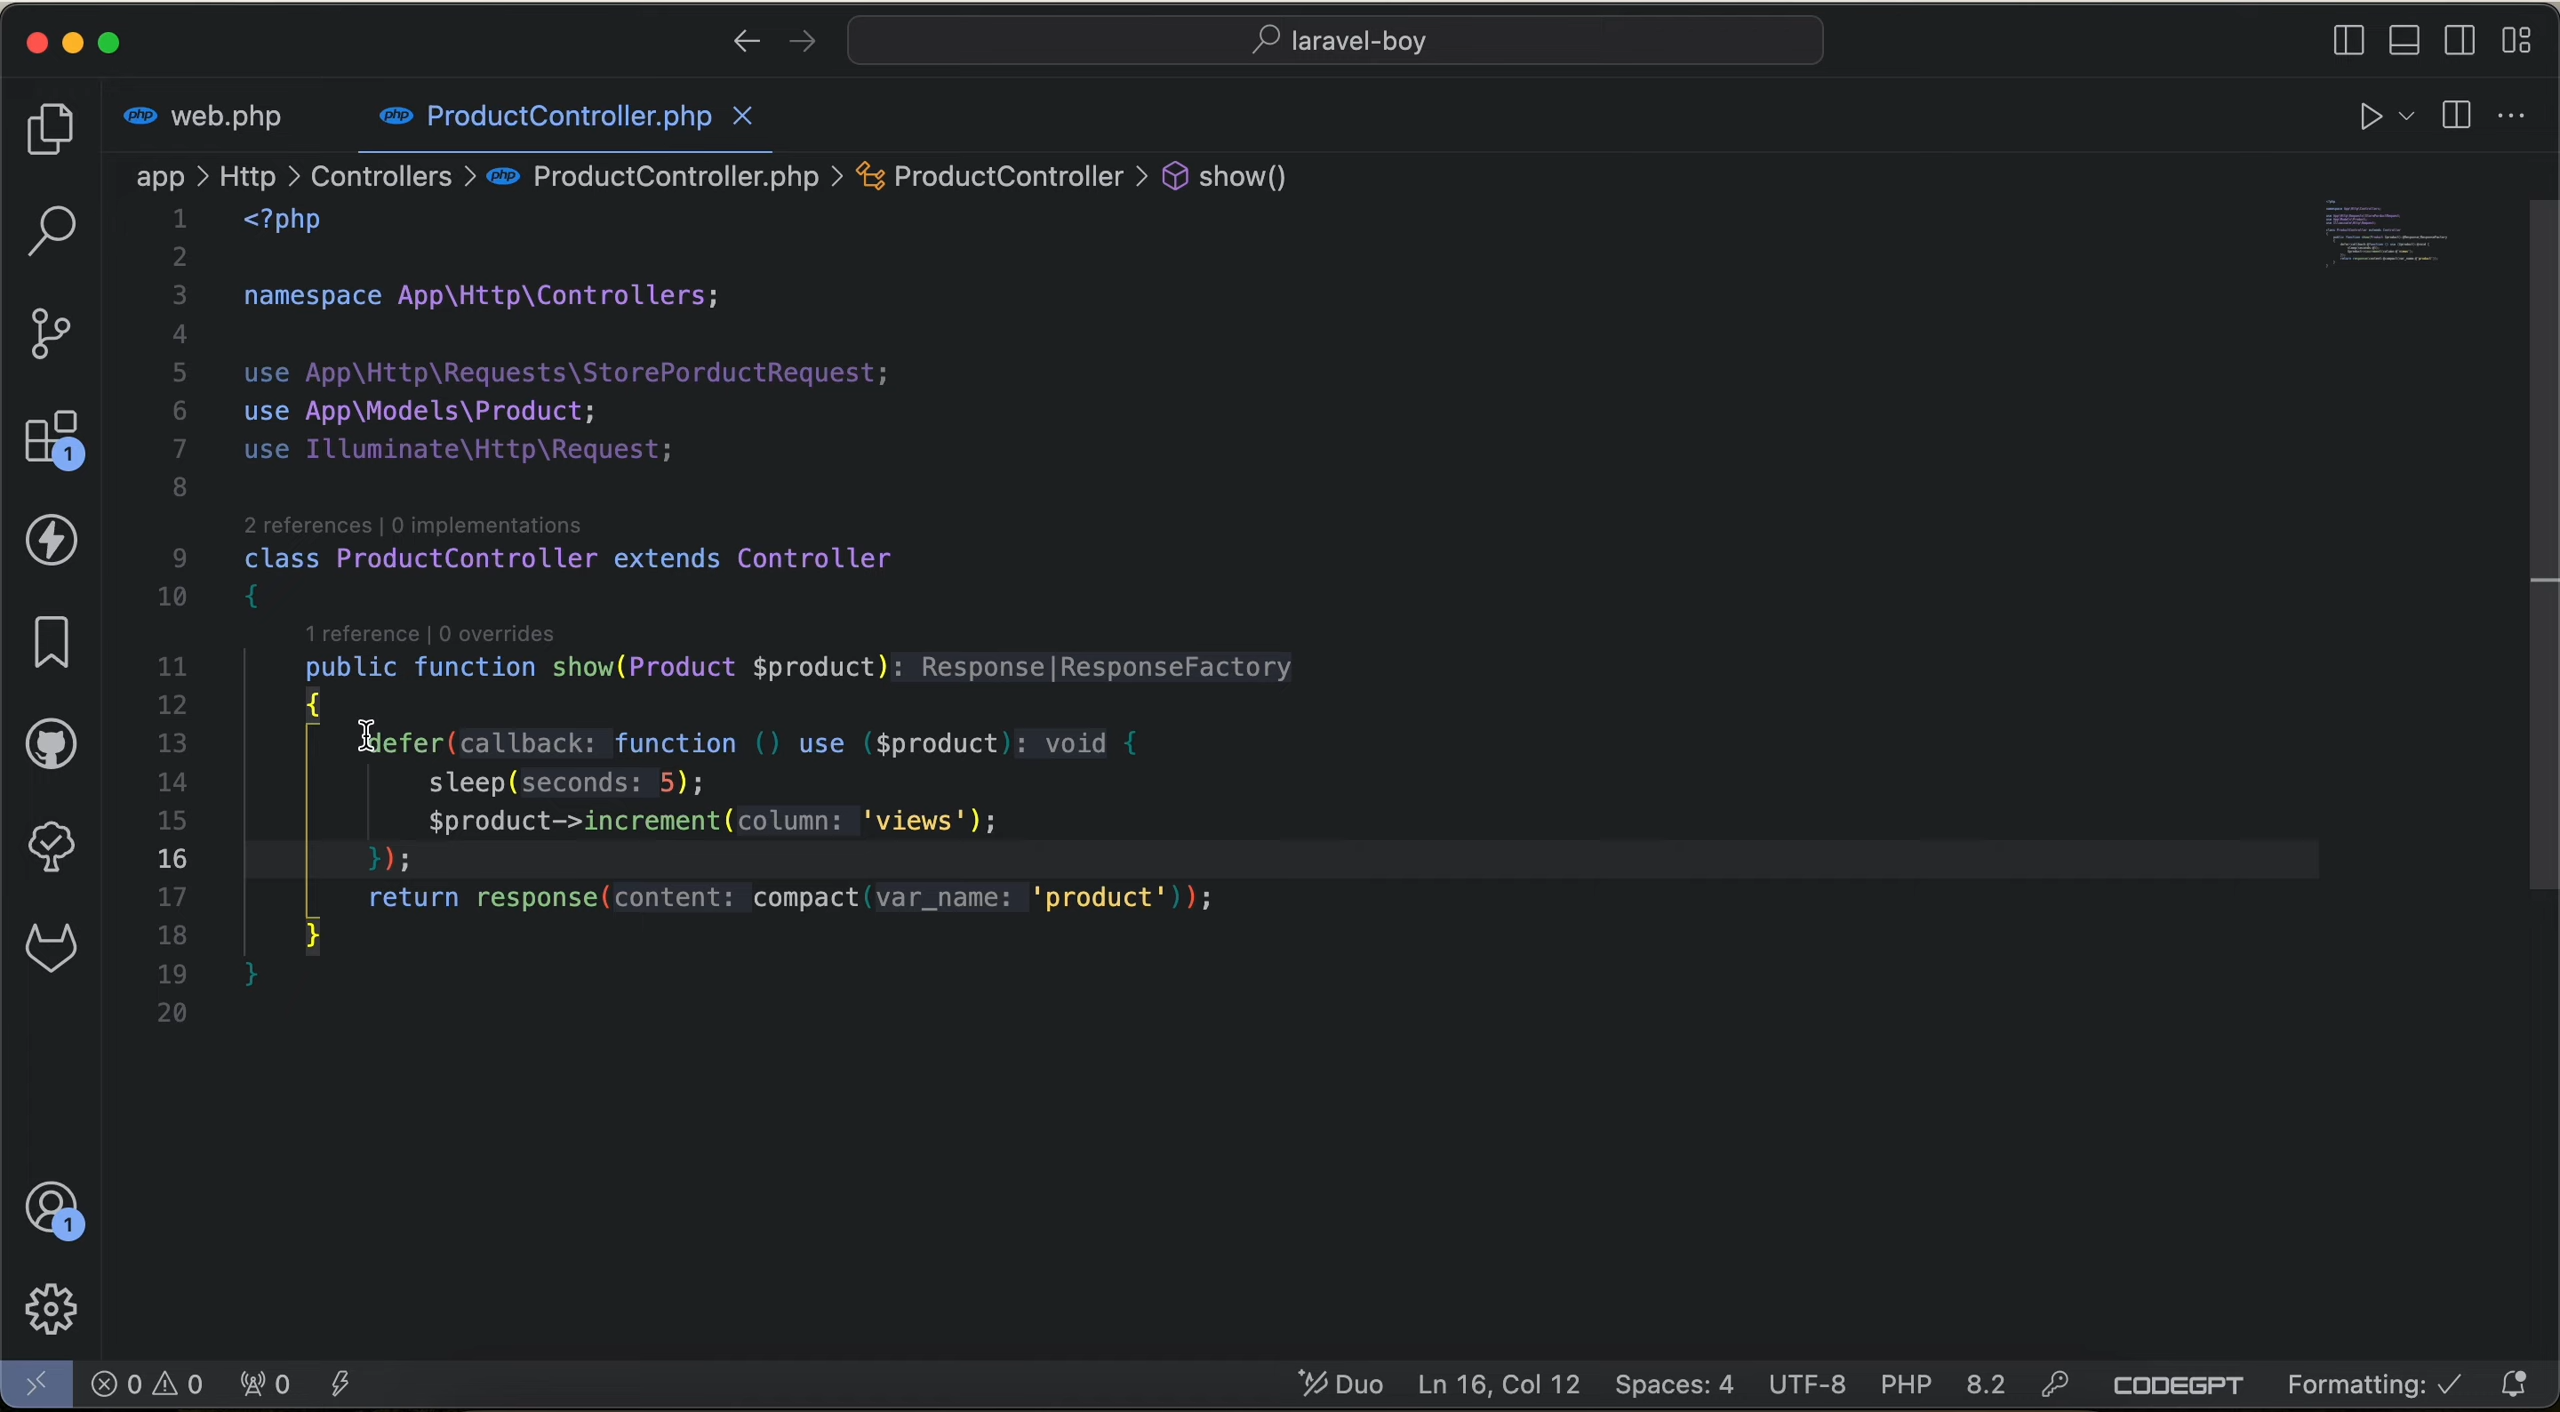 laravel-boy
php web.php
php ProductController.php
app > Http > Controllers > php ProductController.php > ProductController > show()
1 <?php
2
3 namespace App\Http\Controllers;
4
5 use App\Http\Requests\StorePorductRequest;
6 use App\Models\Product;
7 use Illuminate\Http\Request;
8
2 references | 0 implementations
9 class ProductController extends Controller
10 {
1 reference | 0 overrides
11 public function show(Product $product): Response|ResponseFactory
12 {
13 defer(callback: function () use ($product): void {
14 sleep(seconds: 5);
15 $product->increment(column: 'views');
16 });
17 return response(content: compact(var_name: 'product'));
18 }
19 }
20
1
1
0 0 0 Duo Ln 16, Col 12 Spaces: 4 UTF-8 PHP 8.2 CODEGPT Formatting: ✓